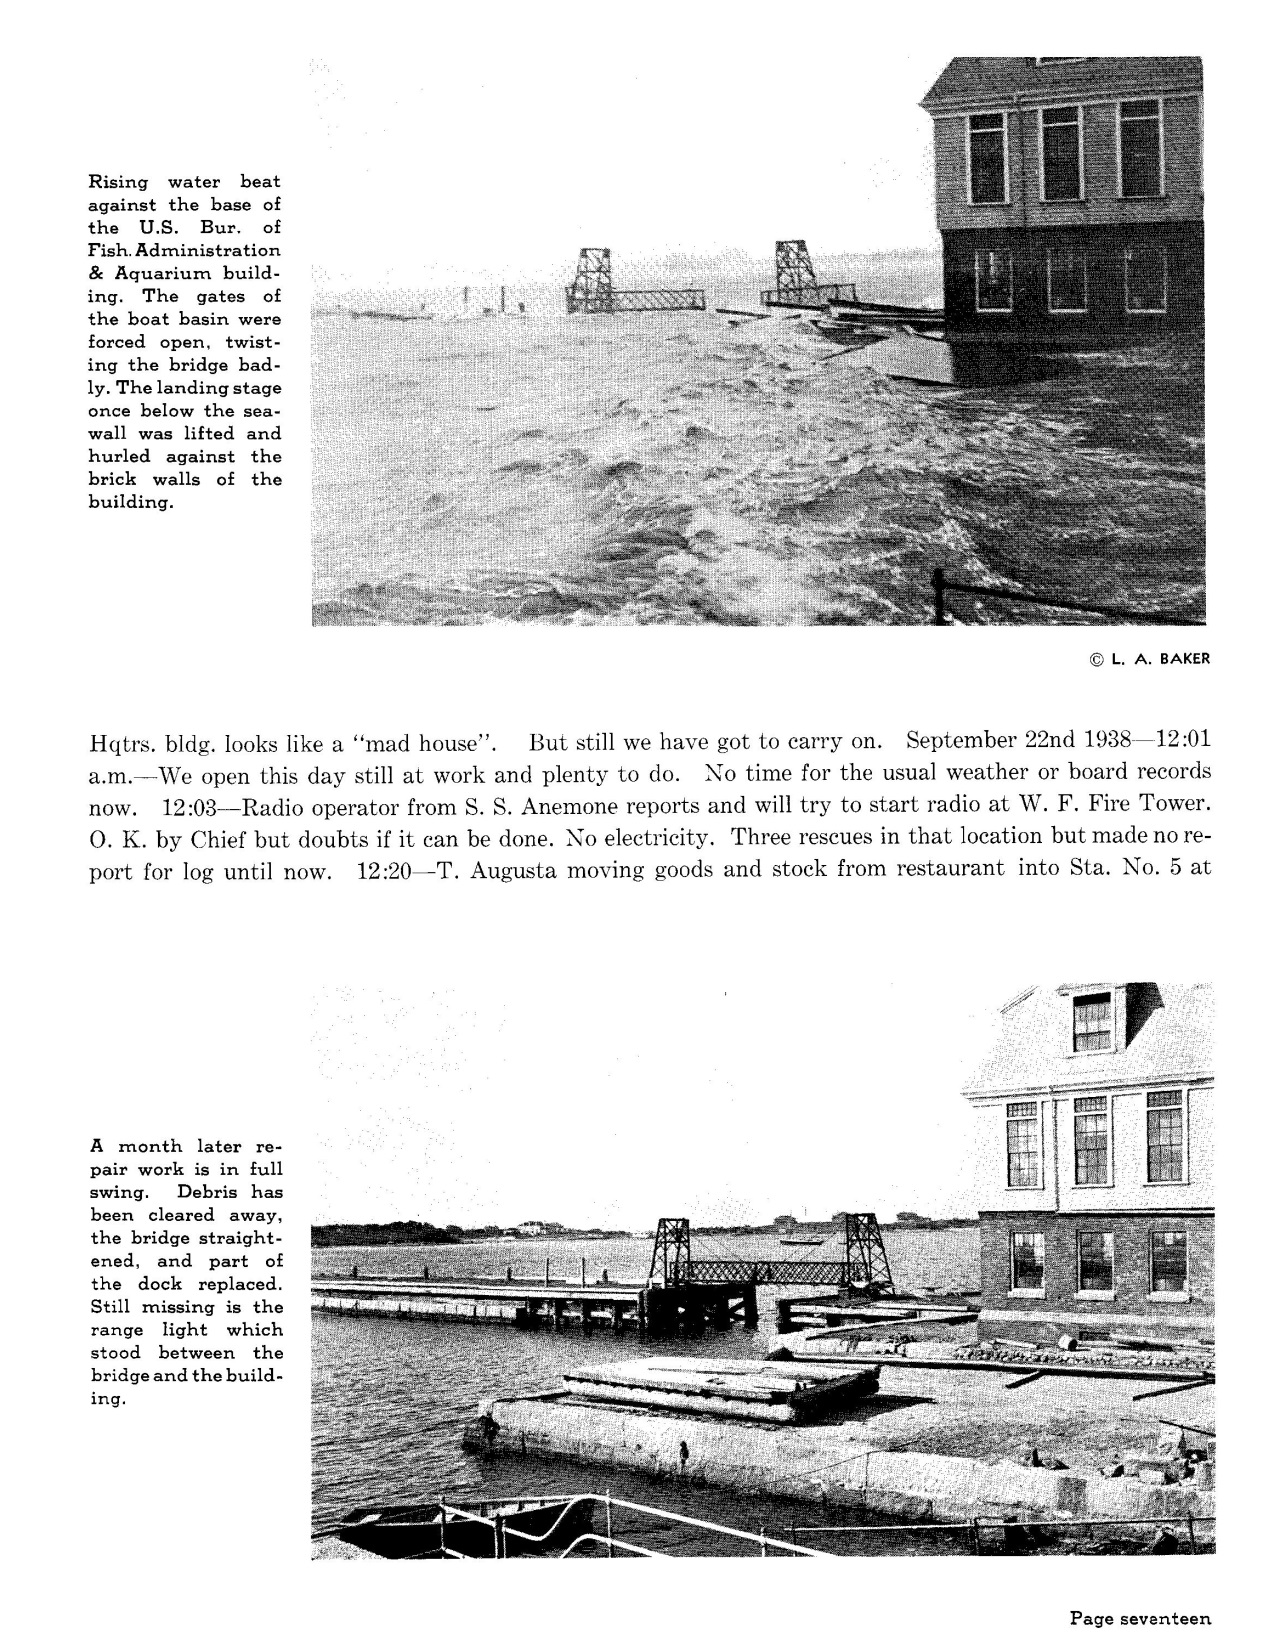 Rising water beat
against the base of
the U.S. Bur. of
Fish. Administration
& Aquarium build-
ing. The gates of
the boat basin were
forced open, twist-
ing the bridge bad-
ly. The landing stage
once below the sea-
wall was lifted and
hurled against the
brick walls of the
building.
© L. A. BAKER
Hqtrs. bldg. looks like a "mad house". But still we have got to carry on. September 22nd 1938—12:01
a.m.—We open this day still at work and plenty to do. No time for the usual weather or board records
now. 12:03—Radio operator from S. S. Anemone reports and will try to start radio at W. F. Fire Tower.
O. K. by Chief but doubts if it can be done. No electricity. Three rescues in that location but made no re-
port for log until now. 12:20—T. Augusta moving goods and stock from restaurant into Sta. No. 5 at
A month later re-
pair work is in full
swing. Debris has
been cleared away,
the bridge straight-
ened, and part of
the dock replaced.
Still missing is the
range light which
stood between the
bridge and the build-
ing.
Page seventeen